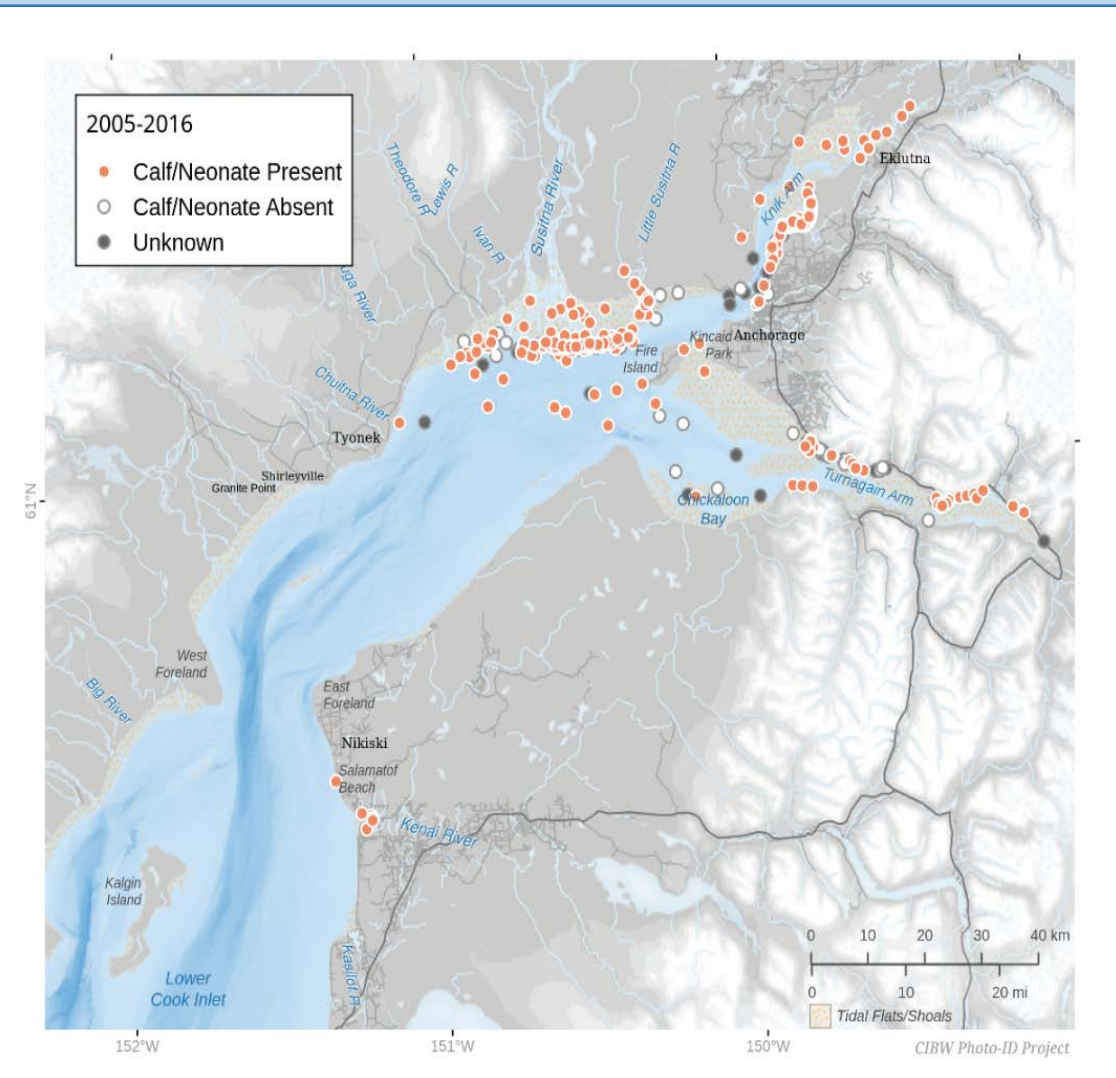 2005-2016
Calf/Neonate Present
Calf/Neonate Absent
Unknown
Theodore R
Lewis R
Ivan R
Susitna River
Little Susitna R
Knik Arm
Eklutna
uga River
Chuitna River
Tyonek
Shirleyville
Granite Point
Fire
Island
Kincaid
Park
Anchorage
Turnagain Arm
Chickaloon
Bay
61°N
West
Foreland
Big River
East
Foreland
Nikiski
Salamatof
Beach
Kenai River
Kalgin
Island
Lower
Cook Inlet
Kasilof R
0 10 20 30 40 km
0 10 20 mi
Tidal Flats/Shoals
152°W 151°W 150°W
CIBW Photo-ID Project